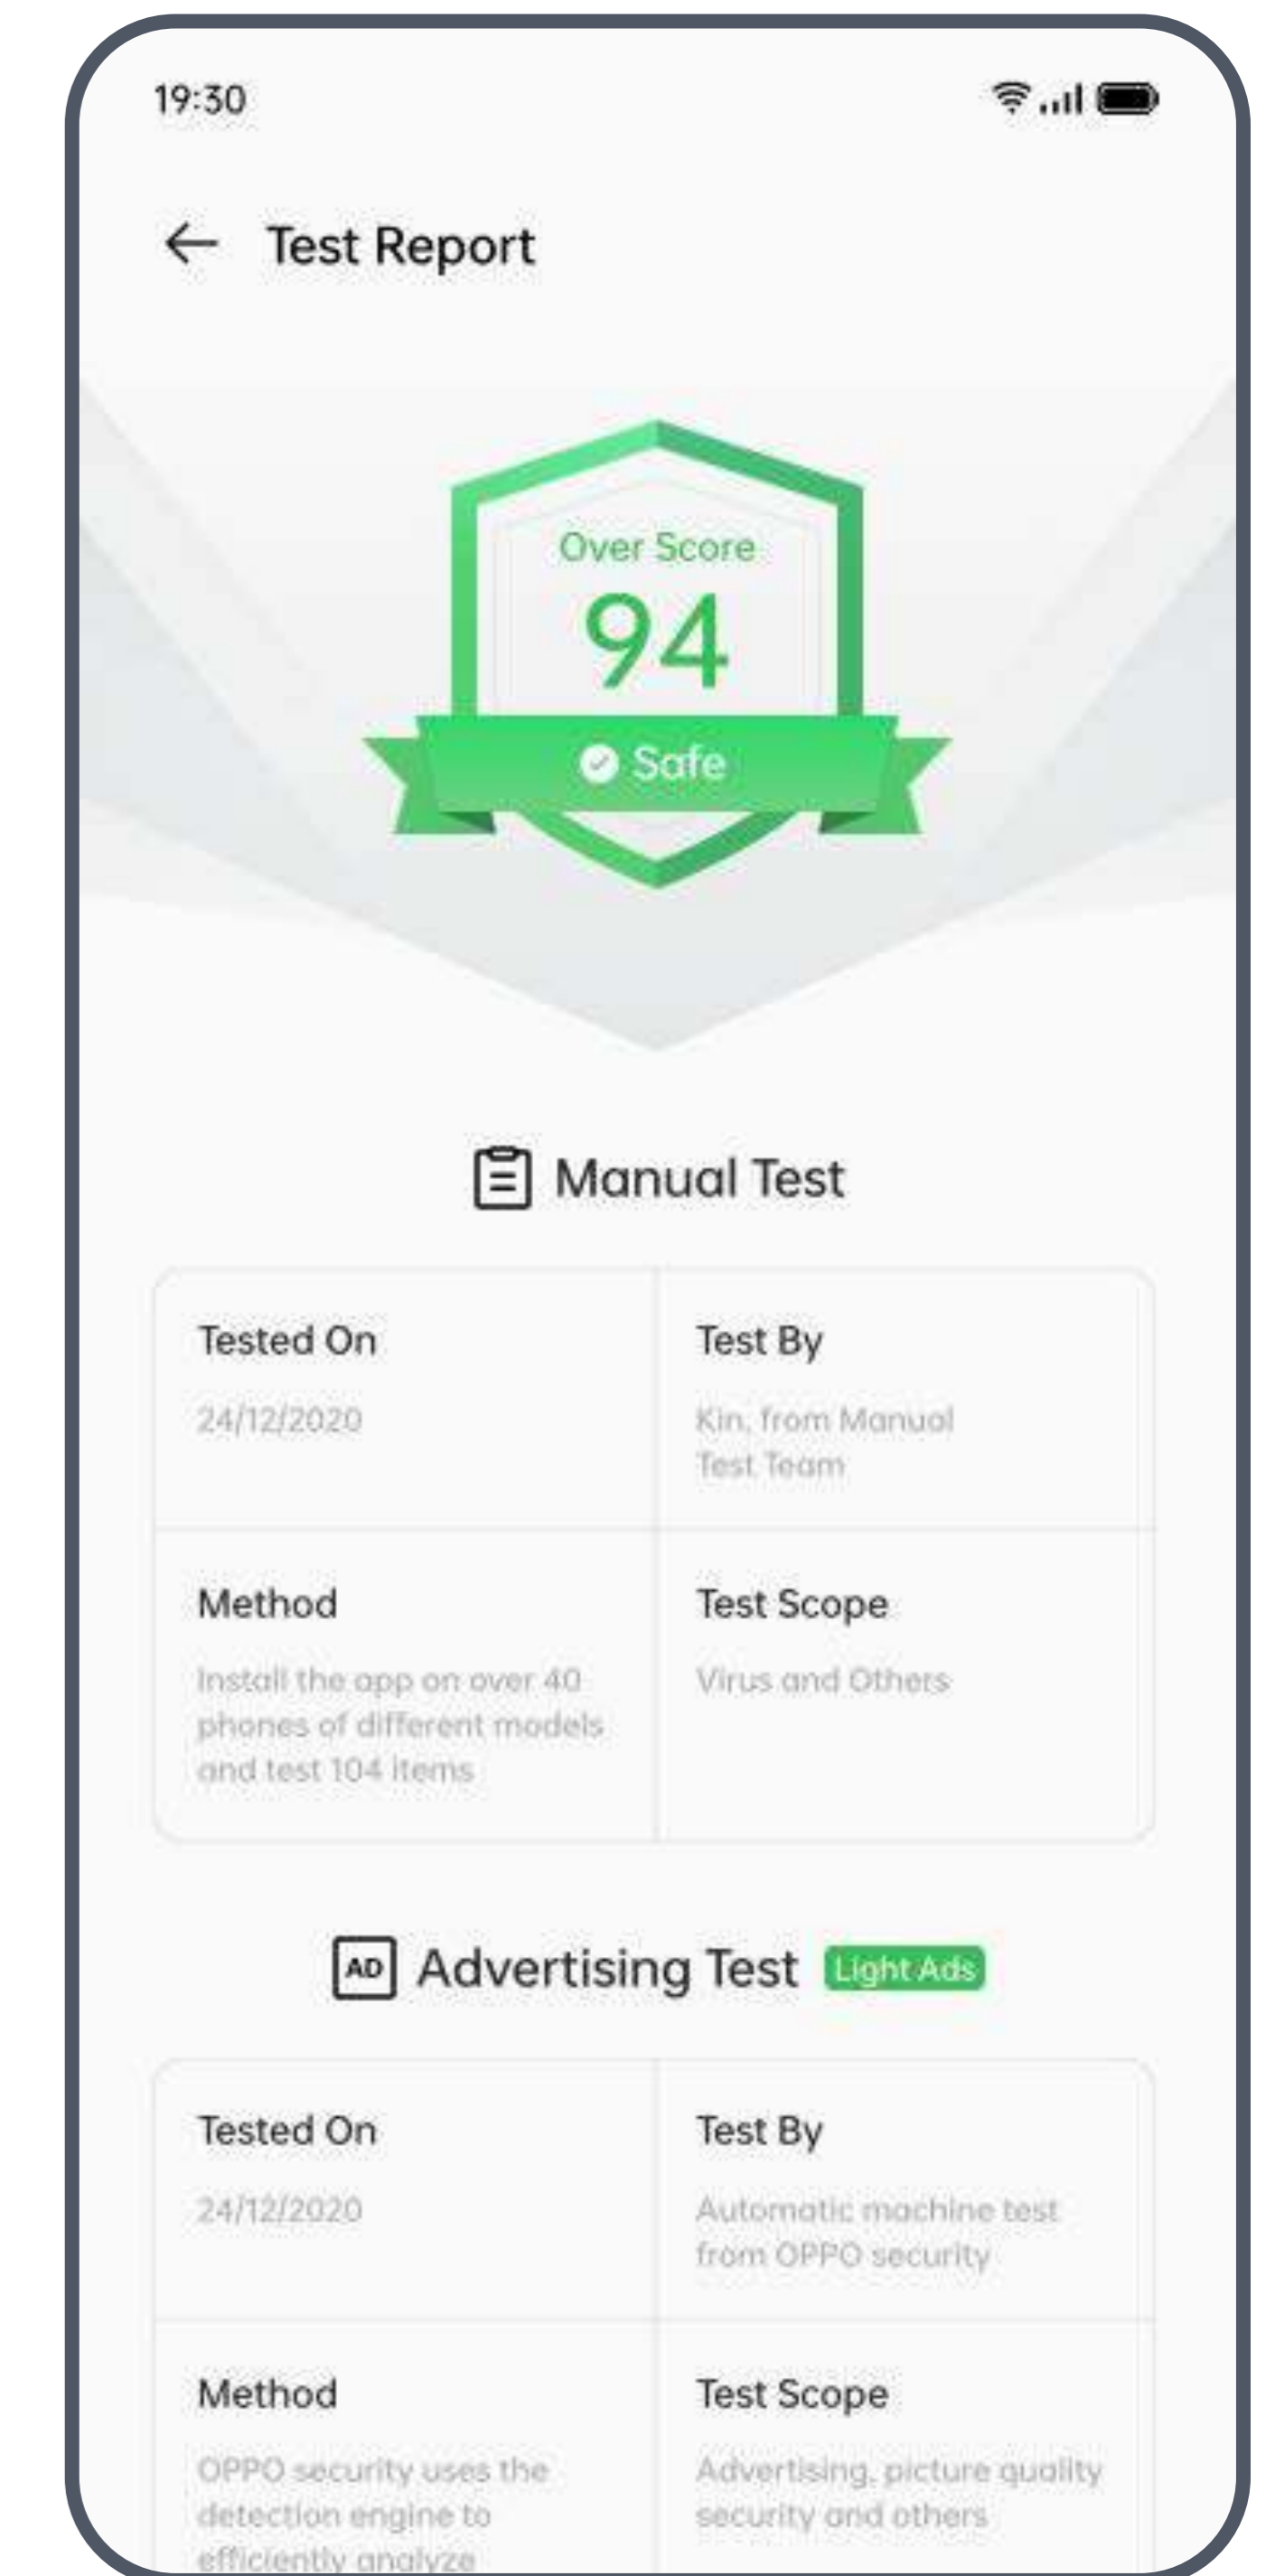 19:30
Test Report
Over Score
94
Safe
Manual Test
Tested On
24/12/2020
Test By
Kin, from Manual
Test Team
Method
Install the app on over 40
phones of different models
and test 104 items
Test Scope
Virus and Others
AD Advertising Test Light Ads
Tested On
24/12/2020
Test By
Automatic machine test
from OPPO security
Method
OPPO security uses the
detection engine to
efficiently analyze
Test Scope
Advertising, picture quality
security and others